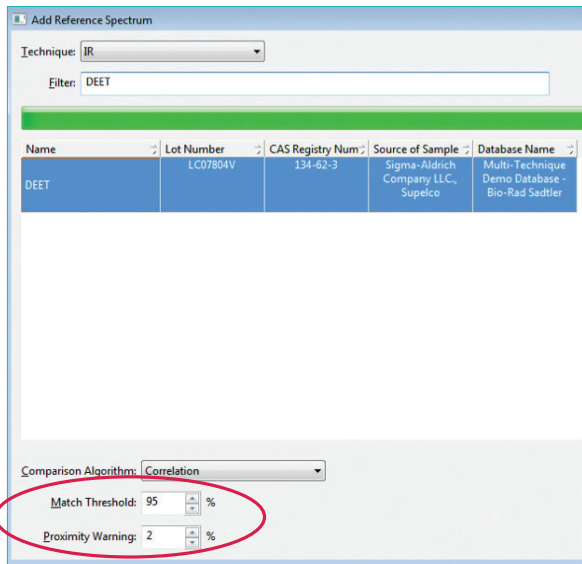 Add Reference Spectrum
Technique: IR
Filter: DEET
Name Lot Number CAS Registry Num Source of Sample Database Name
DEET LC07804V 134-62-3 Sigma-Aldrich Multi-Technique
Company LLC., Demo Database -
Supelco Bio-Rad Sadtler
Comparison Algorithm: Correlation
Match Threshold: 95 %
Proximity Warning: 2 %